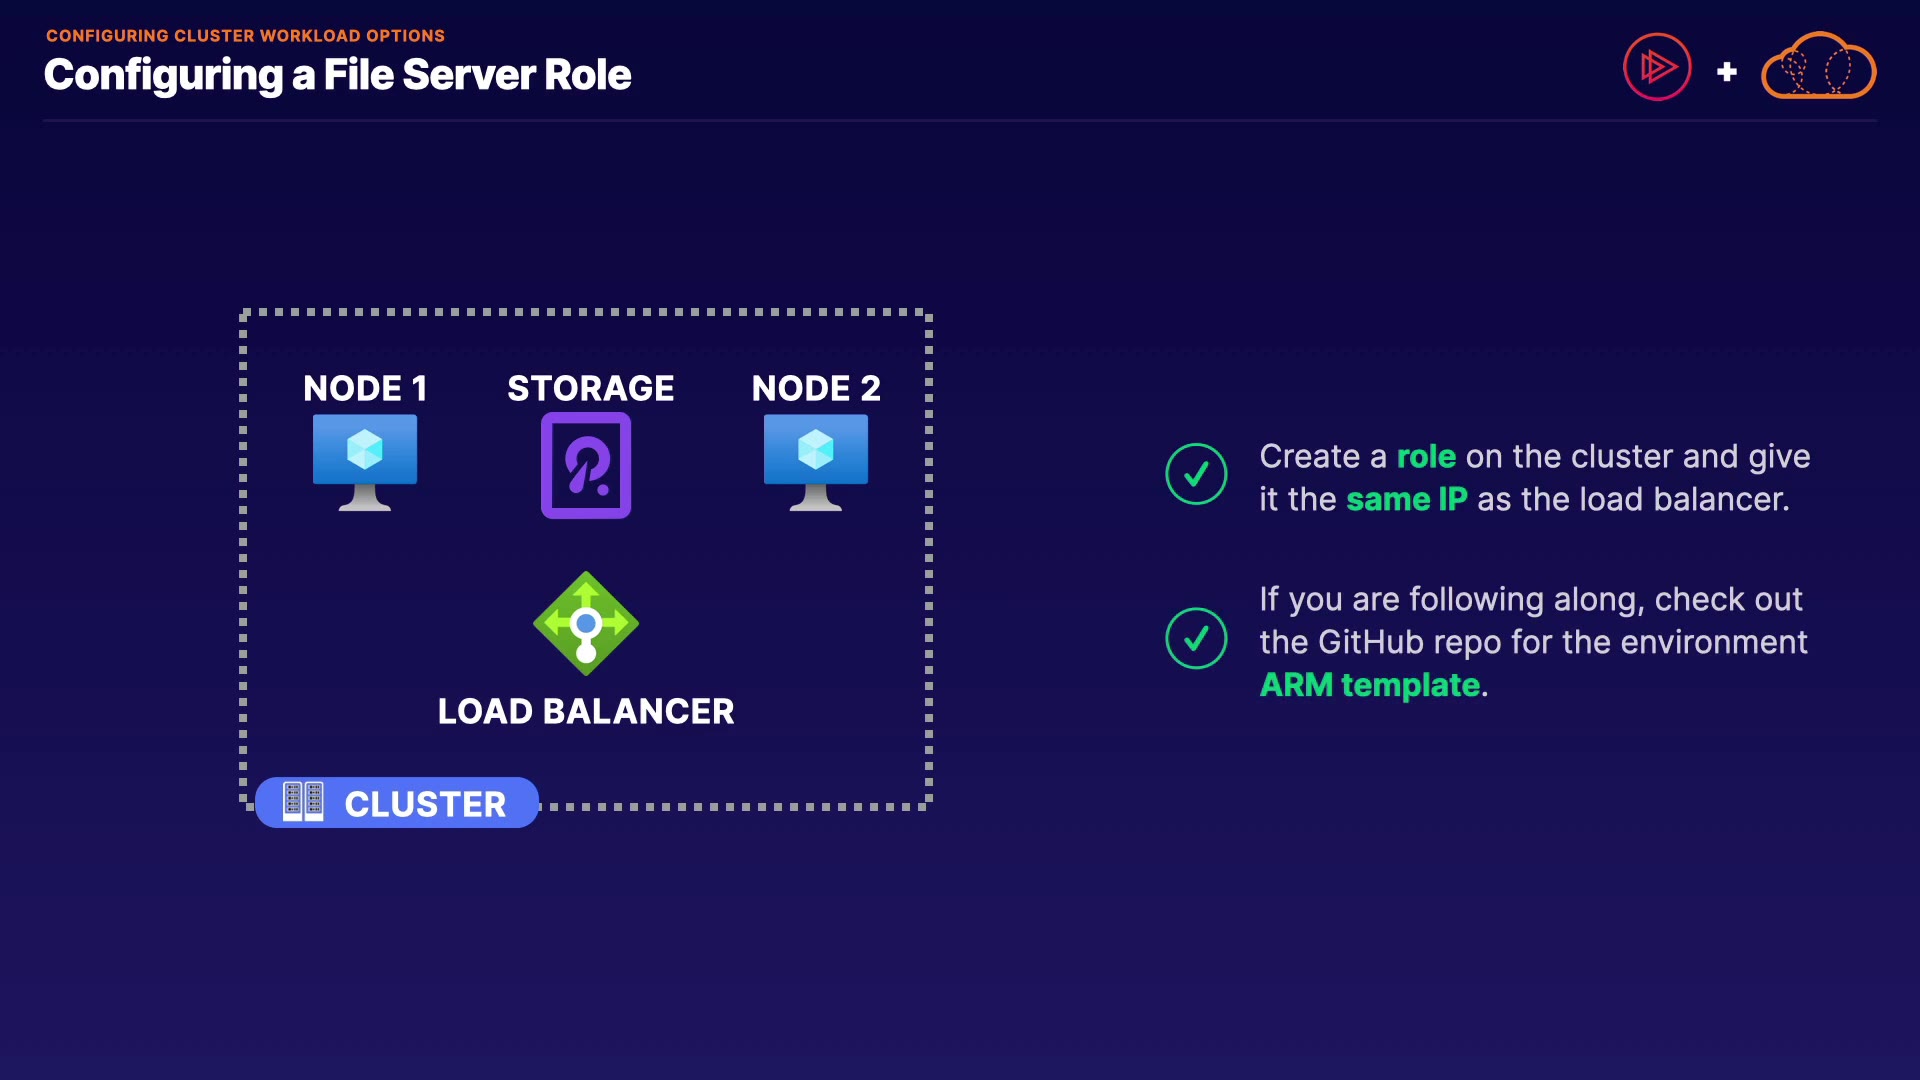 CONFIGURING CLUSTER WORKLOAD OPTIONS
Configuring a File Server Role
NODE 1
STORAGE
NODE 2
LOAD BALANCER
CLUSTER
Create a role on the cluster and give
it the same IP as the load balancer.
If you are following along, check out
the GitHub repo for the environment
ARM template.